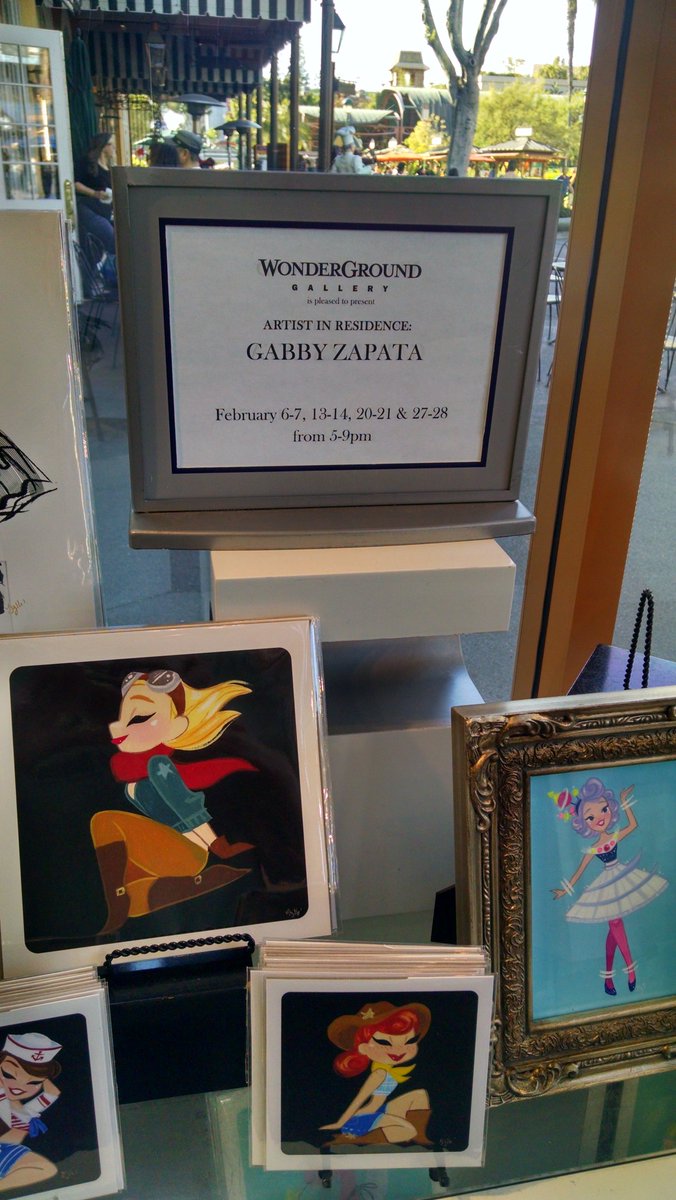 WONDERGROUND
GALLERY
is pleased to present
ARTIST IN RESIDENCE:
GABBY ZAPATA
February 6-7, 13-14, 20-21 & 27-28
from 5-9pm